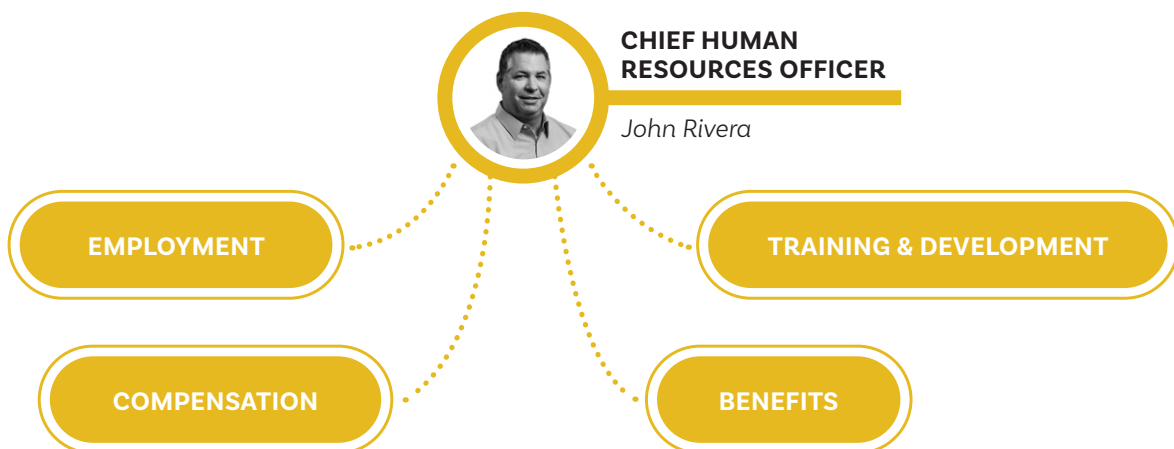 CHIEF HUMAN
RESOURCES OFFICER
John Rivera
EMPLOYMENT
TRAINING & DEVELOPMENT
COMPENSATION
BENEFITS